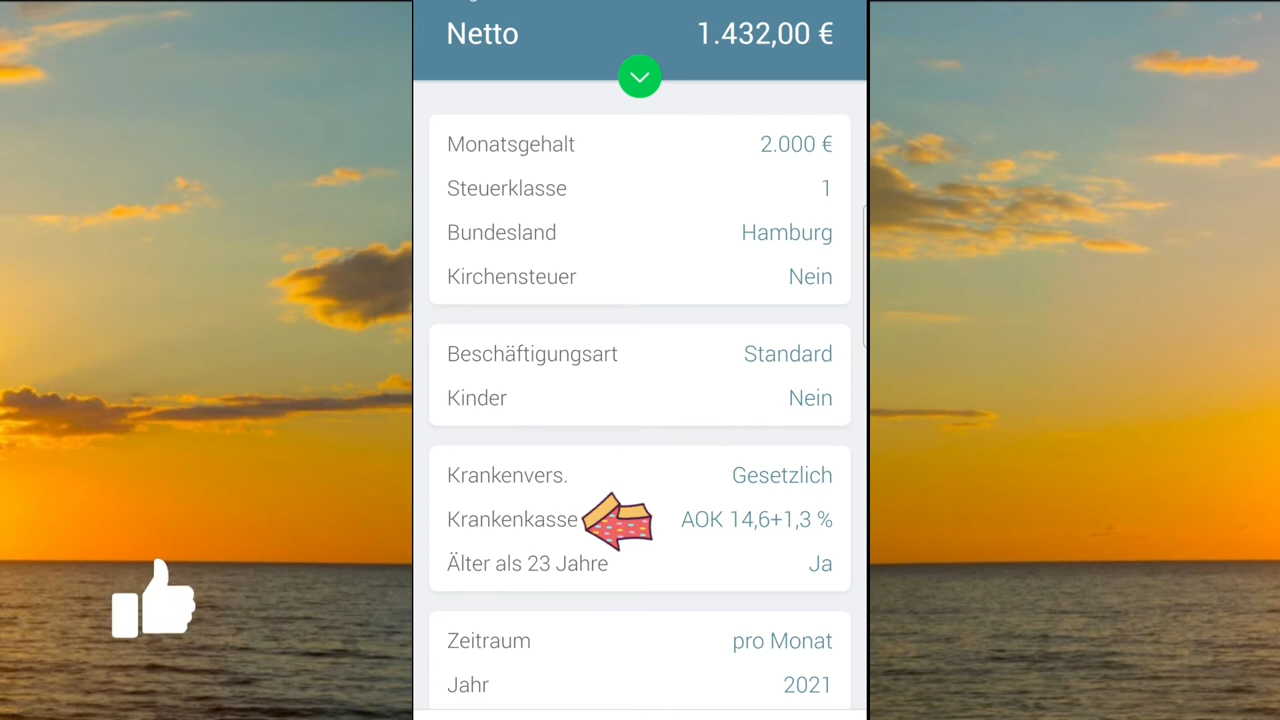 Netto 1.432,00 €
Monatsgehalt 2.000 €
Steuerklasse 1
Bundesland Hamburg
Kirchensteuer Nein
Beschäftigungsart Standard
Kinder Nein
Krankenvers. Gesetzlich
Krankenkasse AOK 14,6+1,3 %
Älter als 23 Jahre Ja
Zeitraum pro Monat
Jahr 2021